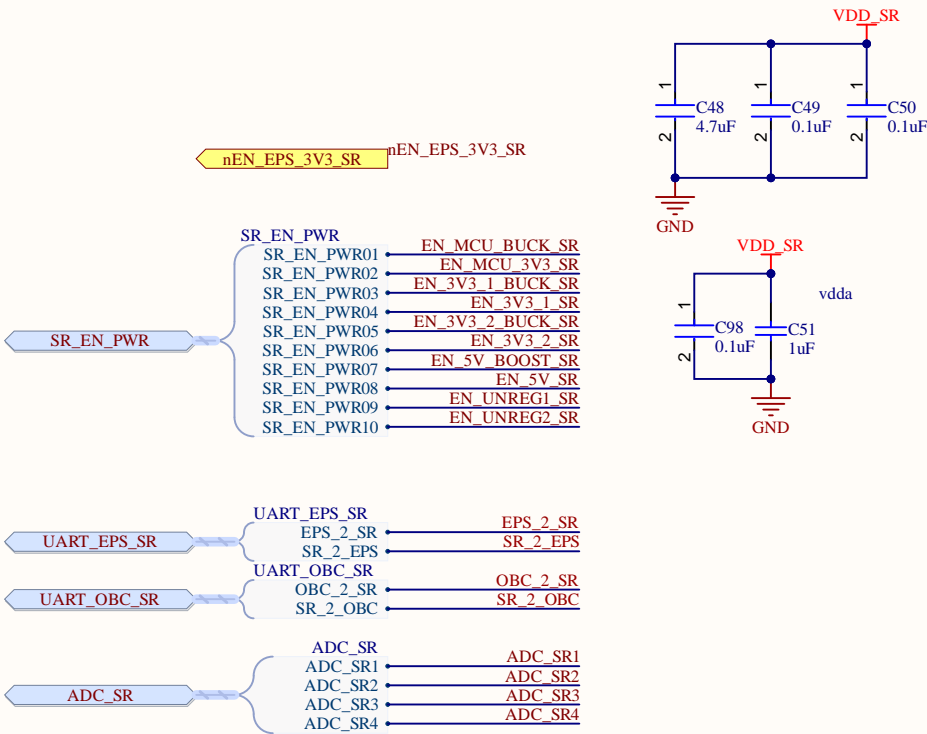 VDD_SR
1 1 1
C48 C49 C50
4.7uF 0.1uF 0.1uF
2 2 2
GND
nEN_EPS_3V3_SR nEN_EPS_3V3_SR
SR_EN_PWR
SR_EN_PWR
SR_EN_PWR01 EN_MCU_BUCK_SR
SR_EN_PWR02 EN_MCU_3V3_SR
SR_EN_PWR03 EN_3V3_1_BUCK_SR
SR_EN_PWR04 EN_3V3_1_SR
SR_EN_PWR05 EN_3V3_2_BUCK_SR
SR_EN_PWR06 EN_3V3_2_SR
SR_EN_PWR07 EN_5V_BOOST_SR
SR_EN_PWR08 EN_5V_SR
SR_EN_PWR09 EN_UNREG1_SR
SR_EN_PWR10 EN_UNREG2_SR
VDD_SR
vdda
1
C98 C51
0.1uF 1uF
2
GND
UART_EPS_SR
UART_EPS_SR
EPS_2_SR EPS_2_SR
SR_2_EPS SR_2_EPS
UART_OBC_SR
UART_OBC_SR
OBC_2_SR OBC_2_SR
SR_2_OBC SR_2_OBC
ADC_SR
ADC_SR
ADC_SR1 ADC_SR1
ADC_SR2 ADC_SR2
ADC_SR3 ADC_SR3
ADC_SR4 ADC_SR4